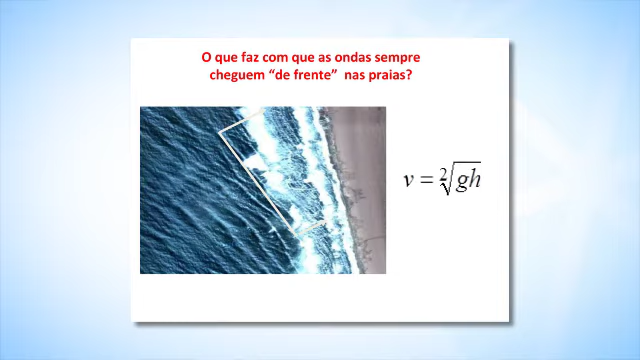 O que faz com que as ondas sempre
cheguem “de frente” nas praias?
v = ²√gh